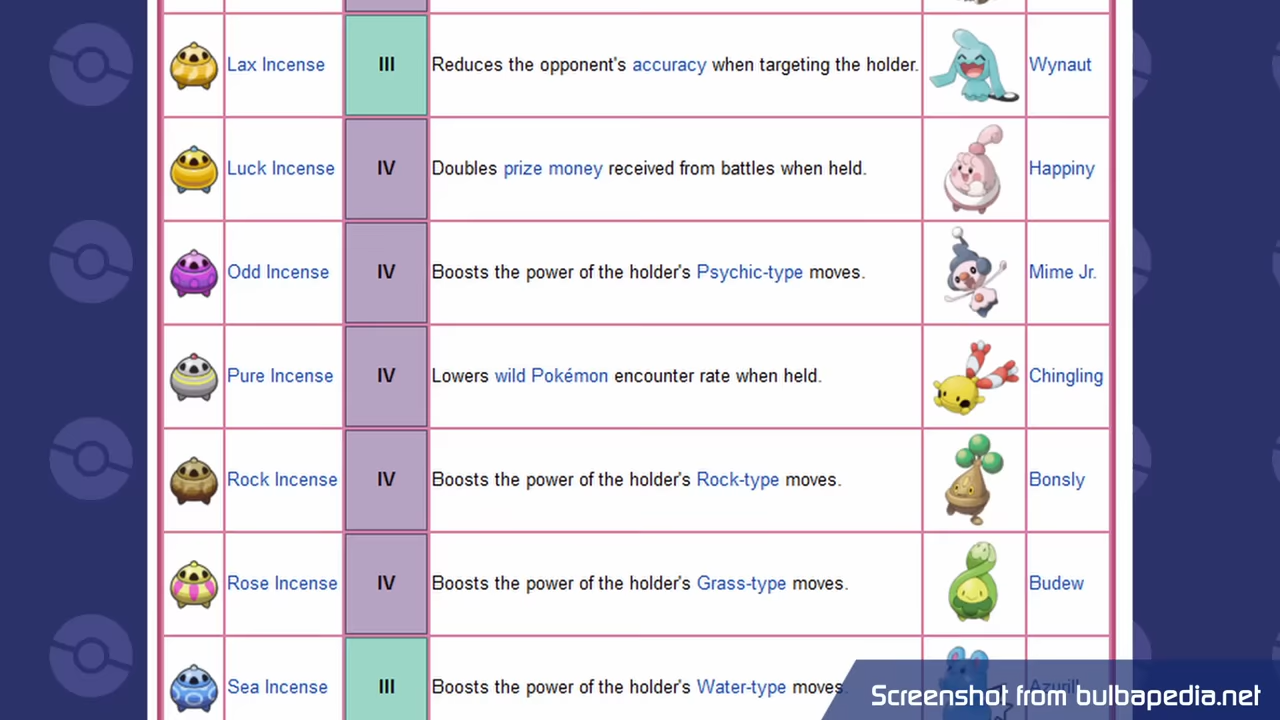 Lax Incense III Reduces the opponent's accuracy when targeting the holder. Wynaut
Luck Incense IV Doubles prize money received from battles when held. Happiny
Odd Incense IV Boosts the power of the holder's Psychic-type moves. Mime Jr.
Pure Incense IV Lowers wild Pokémon encounter rate when held. Chingling
Rock Incense IV Boosts the power of the holder's Rock-type moves. Bonsly
Rose Incense IV Boosts the power of the holder's Grass-type moves. Budew
Sea Incense III Boosts the power of the holder's Water-type moves. Azurill
Screenshot from bulbapedia.net